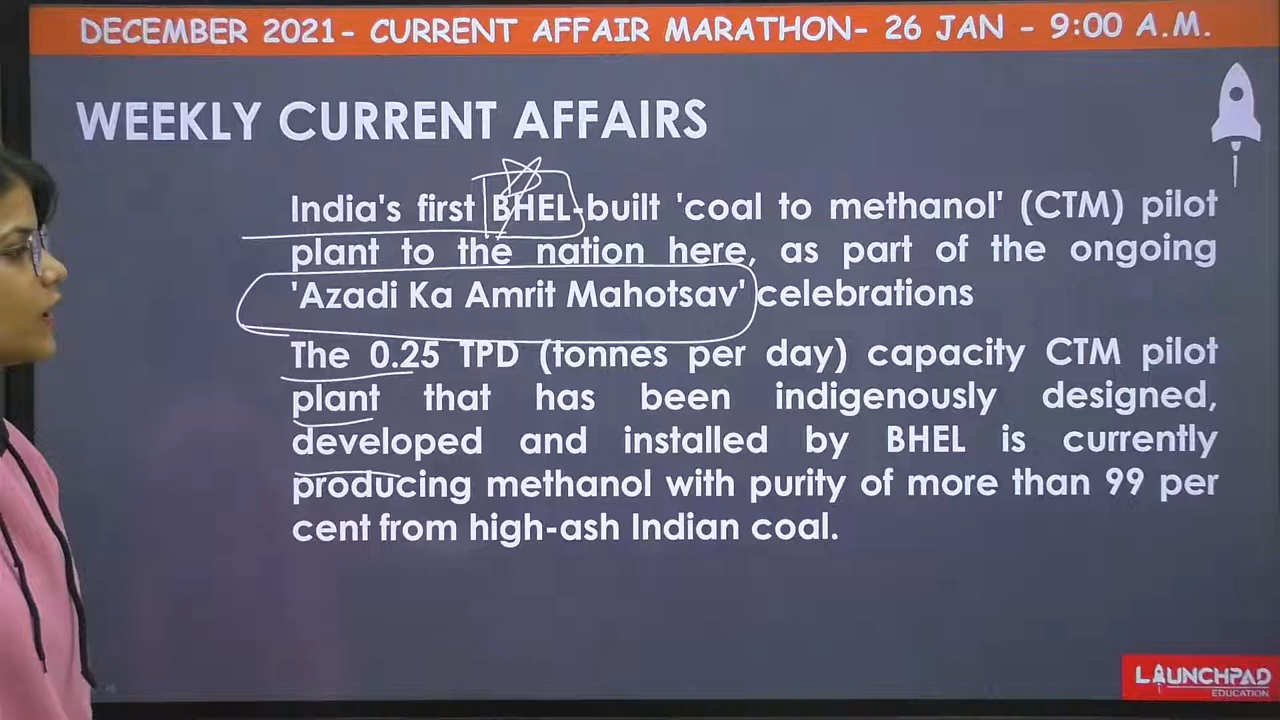 DECEMBER 2021- CURRENT AFFAIR MARATHON- 26 JAN - 9:00 A.M.
WEEKLY CURRENT AFFAIRS
India's first BHEL-built 'coal to methanol' (CTM) pilot
plant to the nation here, as part of the ongoing
'Azadi Ka Amrit Mahotsav' celebrations
The 0.25 TPD (tonnes per day) capacity CTM pilot
plant that has been indigenously designed,
developed and installed by BHEL is currently
producing methanol with purity of more than 99 per
cent from high-ash Indian coal.
LAUNCHPAD
EDUCATION